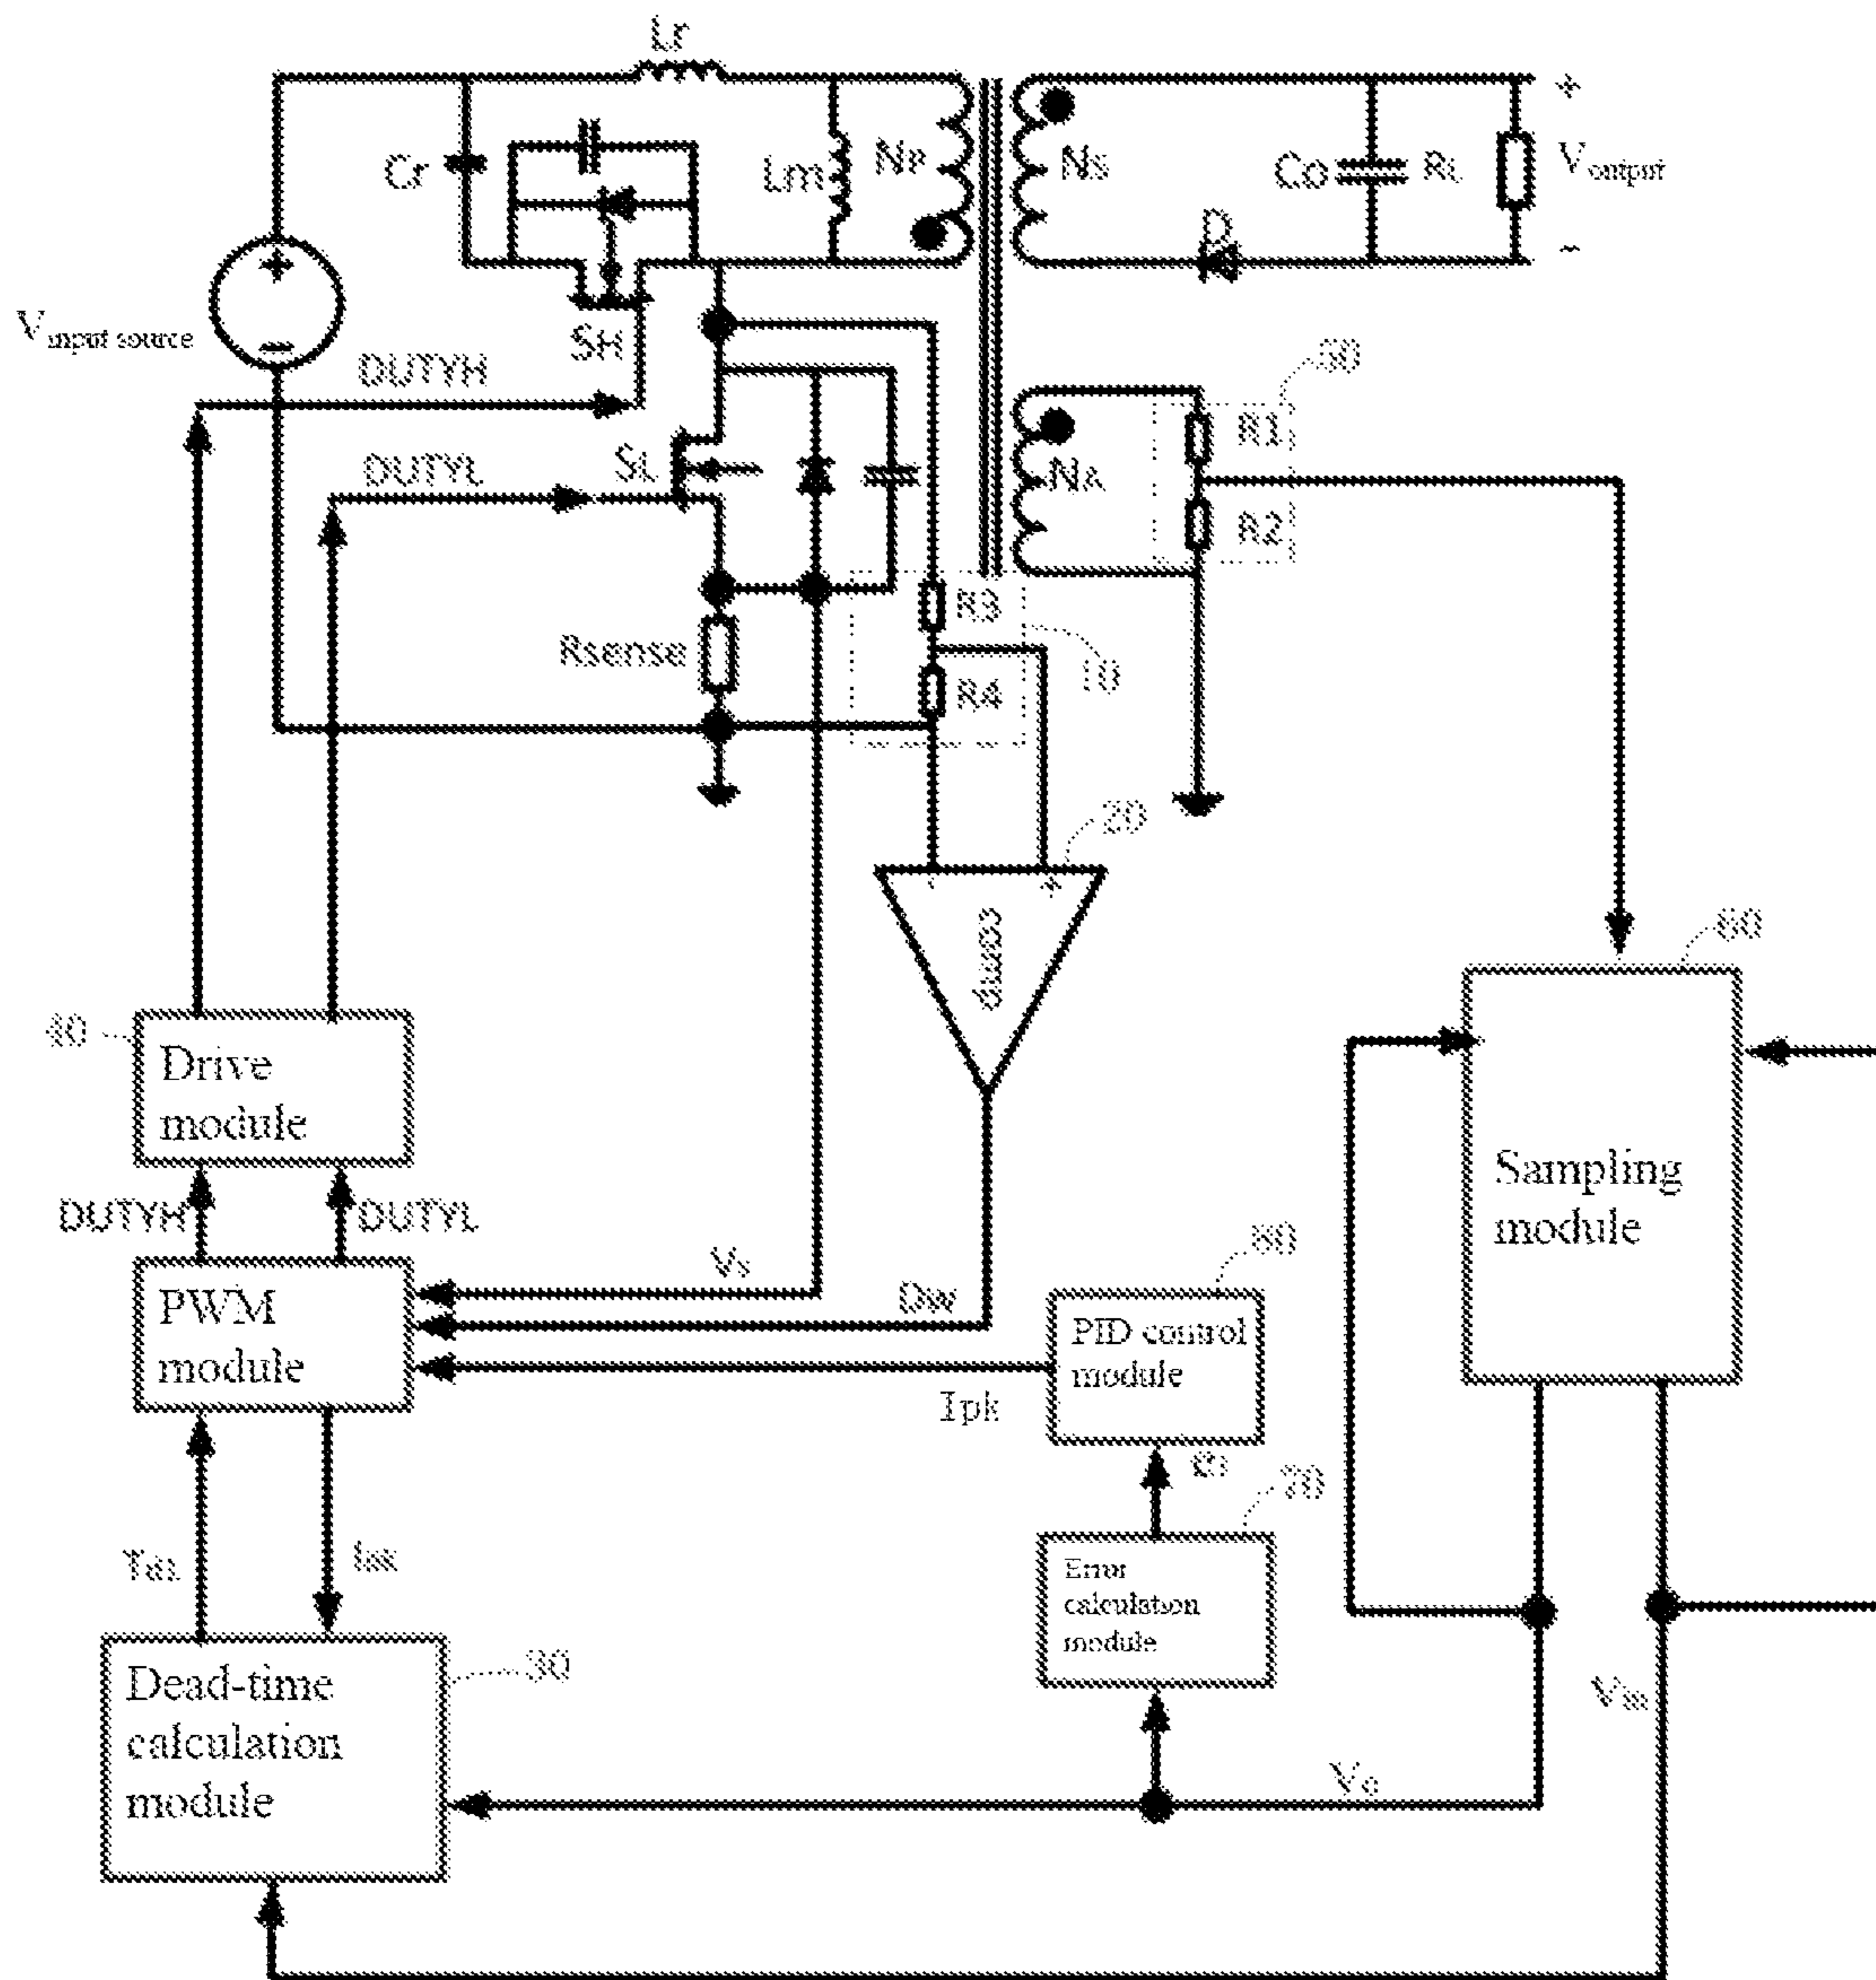 Lr
Cr
Lm
NP
NS
Co
RL
+
Voutput
-
D
+
-
Vinput source
SH
DUTYH
DUTYL
SL
NA
R1
R2
R3
R4
10
Rsense
20
- +
comp
60
40
Drive
module
DUTYH
DUTYL
PWM
module
Vs
Dw
Ipk
80
PID control
module
Sampling
module
70
Error
calculation
module
30
Dead-time
calculation
module
Vo
Vin